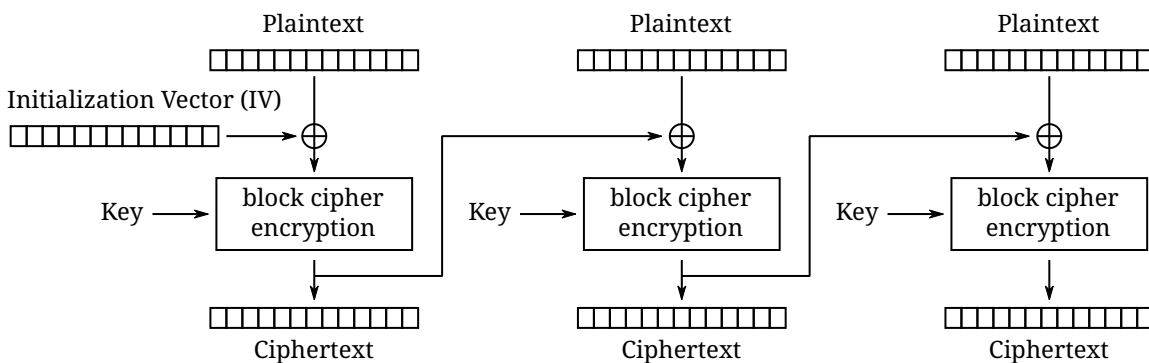 Plaintext
Plaintext
Plaintext
Initialization Vector (IV)
Key
block cipher
encryption
Key
block cipher
encryption
Key
block cipher
encryption
Ciphertext
Ciphertext
Ciphertext